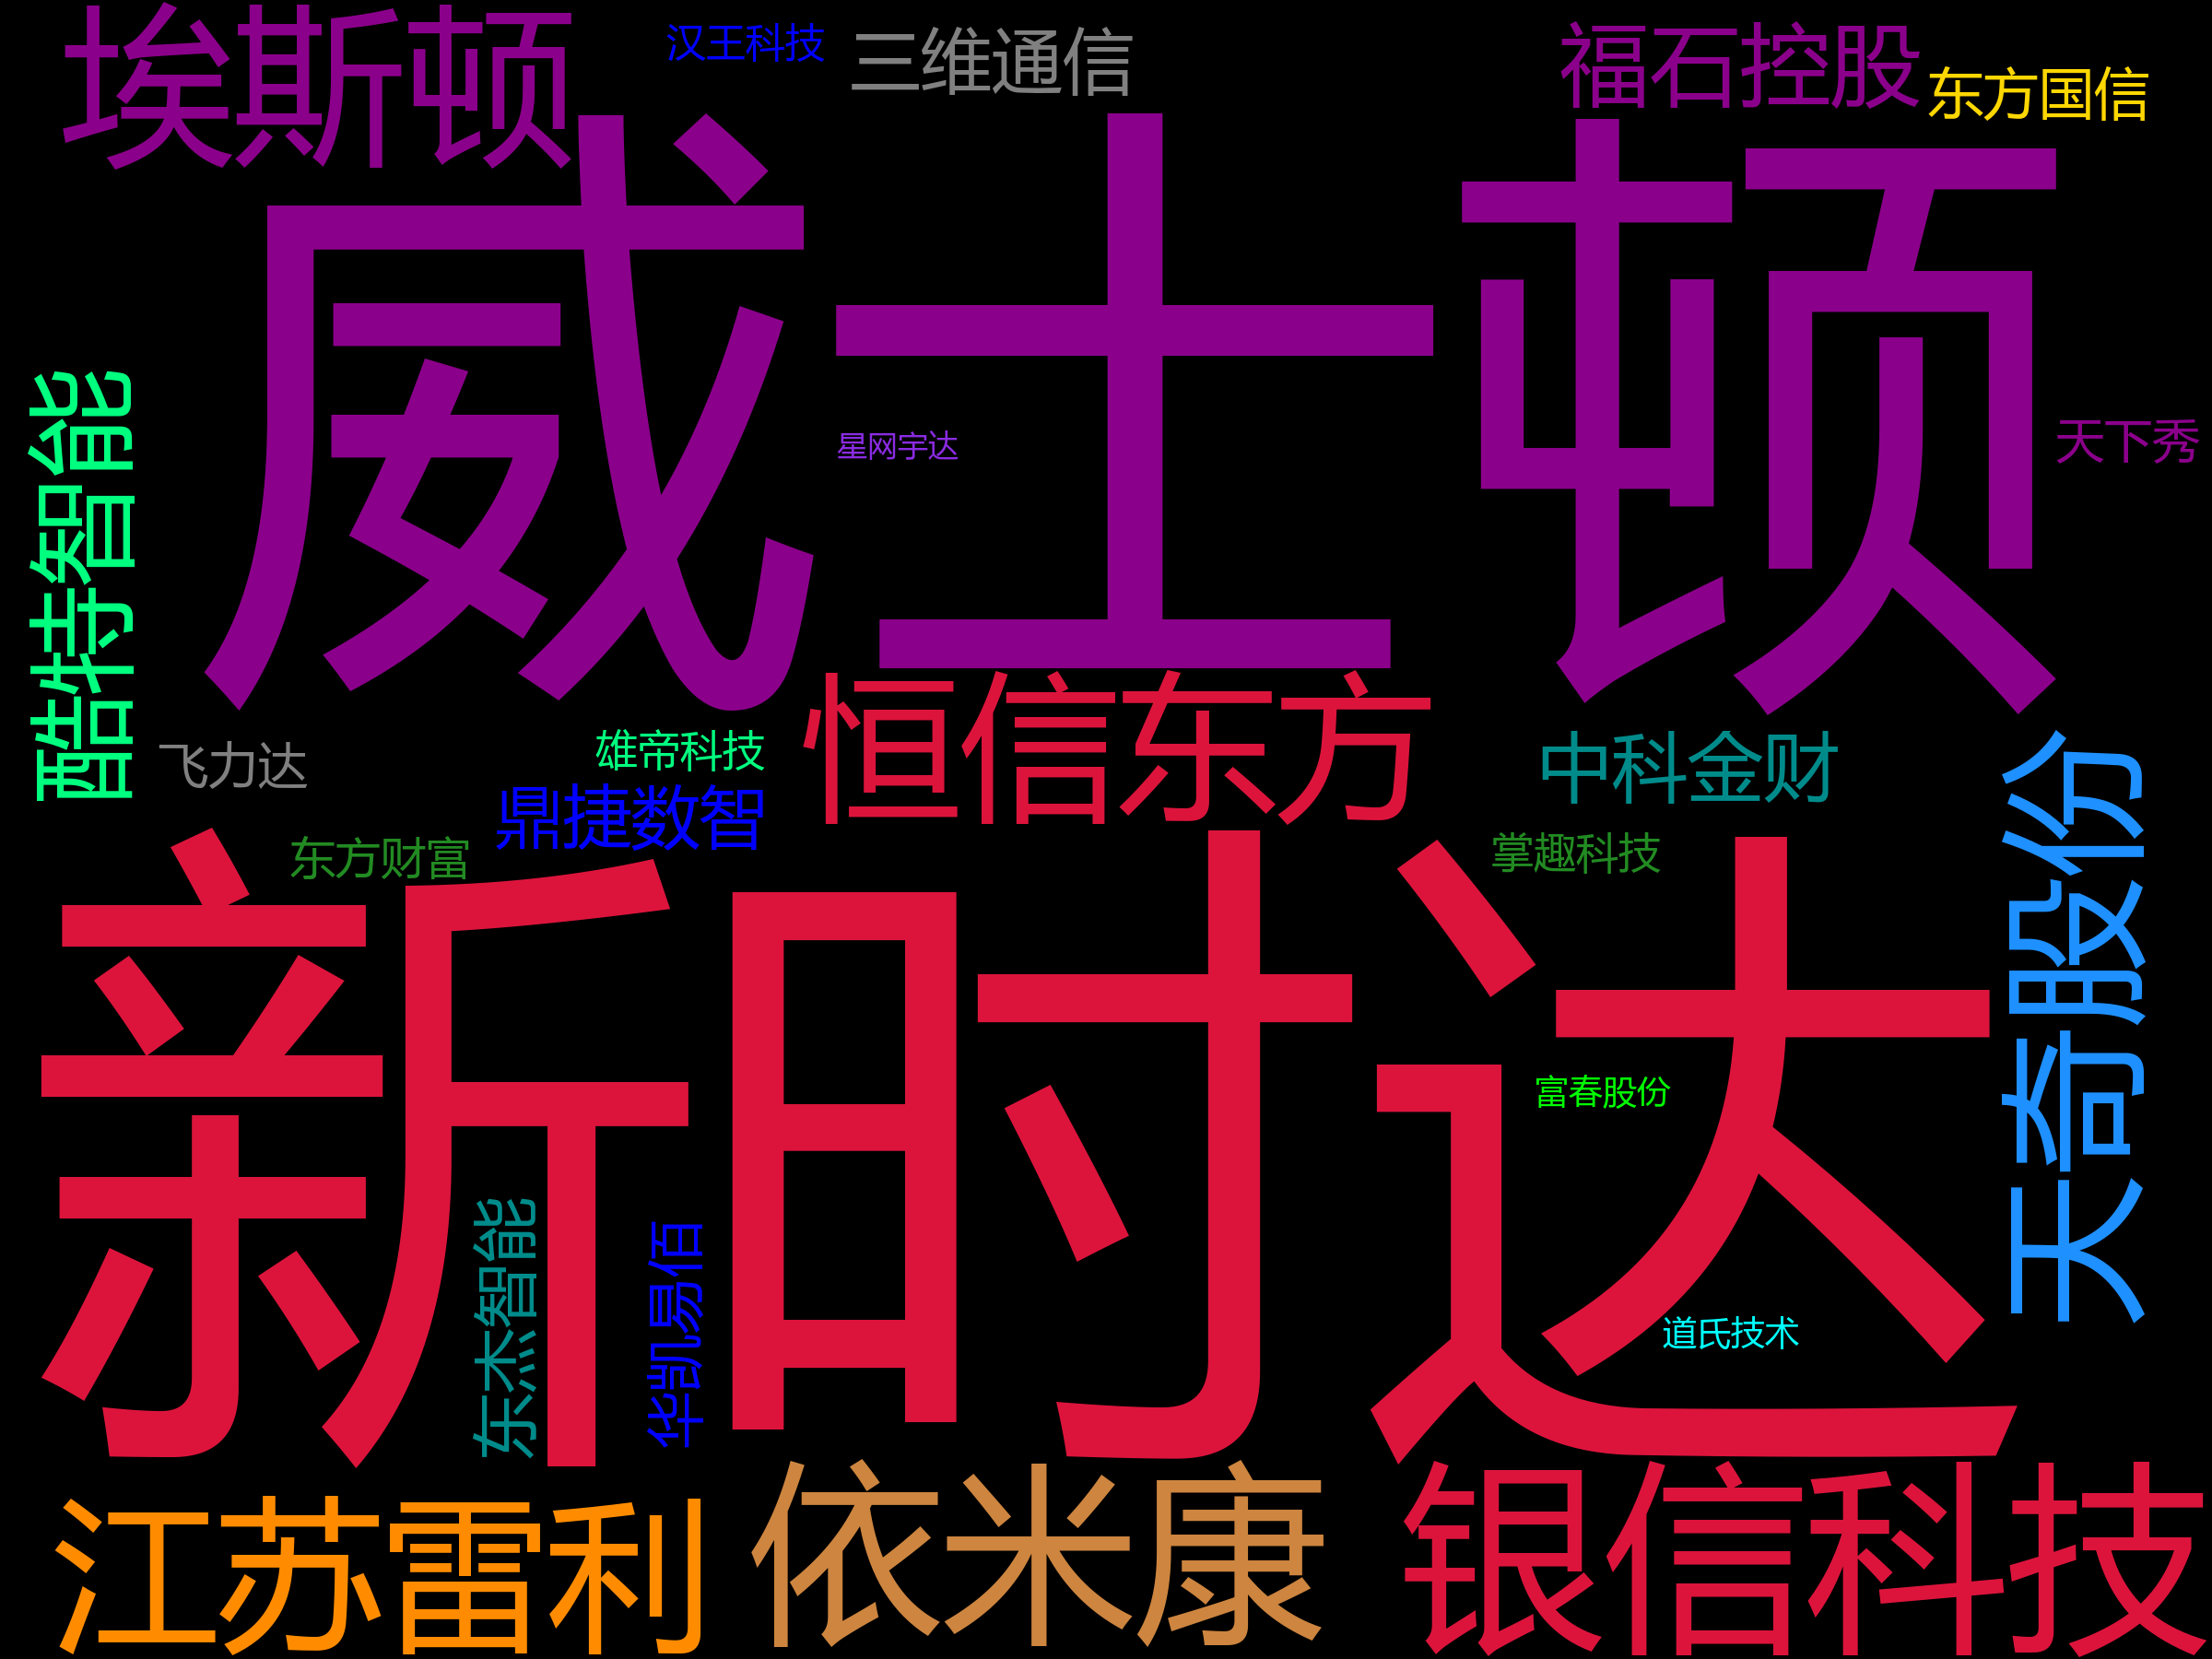 埃斯顿
汉王科技
三维通信
福石控股
东方国信
威士顿
星网宇达
天下秀
酷特智能
恒信东方
雄帝科技
中科金财
飞力达
鼎捷数智
东方财富
掌趣科技
天奇股份
新时达
富春股份
东杰智能
华凯易佰
道氏技术
江苏雷利
依米康
银信科技